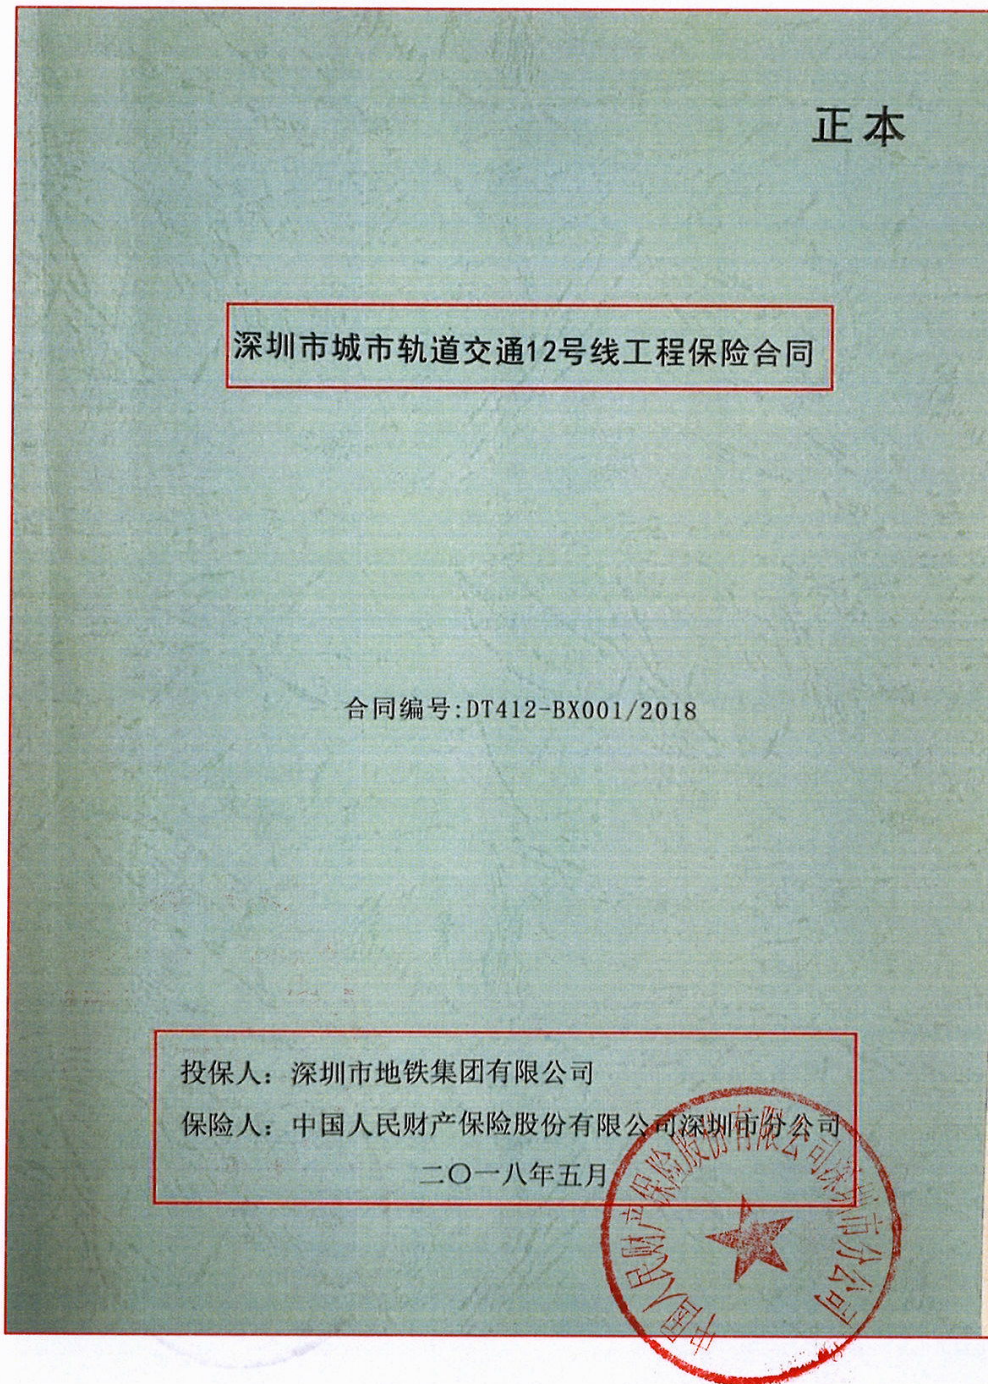 正本
深圳市城市轨道交通12号线工程保险合同
合同编号:DT412-BX001/2018
投保人：深圳市地铁集团有限公司
保险人：中国人民财产保险股份有限公司深圳市分公司
二〇一八年五月
中国人民财产保险股份有限公司深圳市分公司